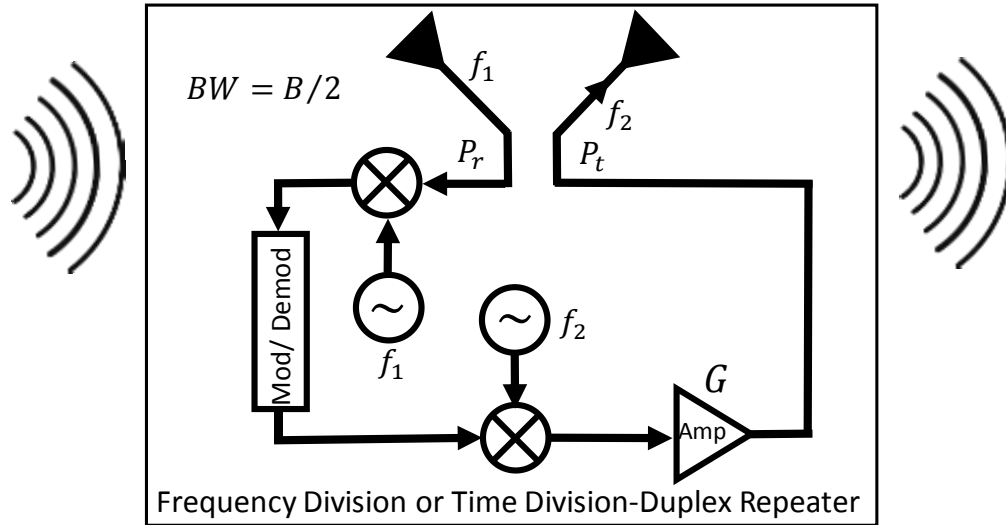 f₁
BW = B/2
f₂
Pᵣ
Pₜ
Mod/ Demod
~
~
f₂
f₁
G
Amp
Frequency Division or Time Division-Duplex Repeater